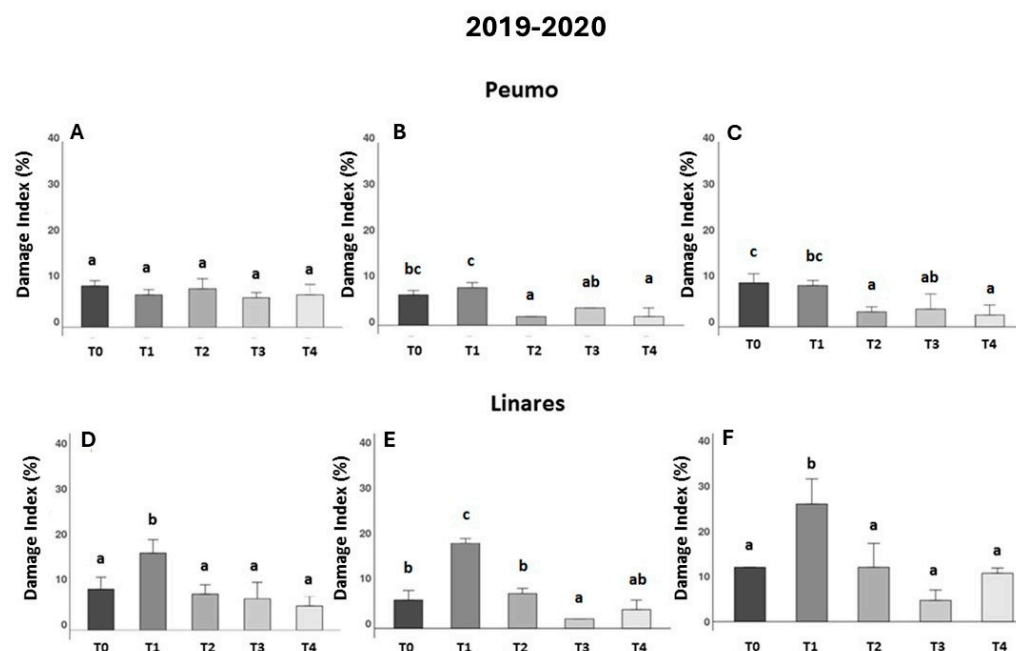 2019-2020
Peumo
A
Damage Index (%)
40
30
20
10
0
a a a a a
T0 T1 T2 T3 T4
B
Damage Index (%)
40
30
20
10
0
bc c a ab a
T0 T1 T2 T3 T4
C
Damage Index (%)
40
30
20
10
0
c bc a ab a
T0 T1 T2 T3 T4
Linares
D
Damage Index (%)
40
30
20
10
0
a b a a a
T0 T1 T2 T3 T4
E
Damage Index (%)
40
30
20
10
0
b c b a ab
T0 T1 T2 T3 T4
F
Damage Index (%)
40
30
20
10
0
a b a a a
T0 T1 T2 T3 T4